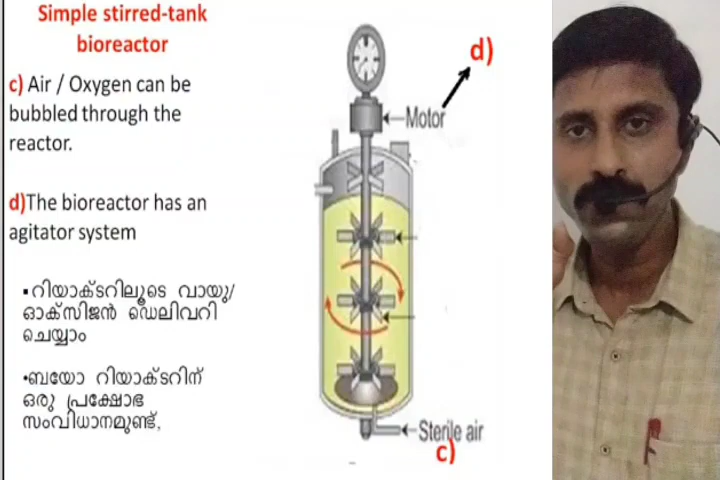 Simple stirred-tank
bioreactor
c) Air / Oxygen can be
bubbled through the
reactor.
d)The bioreactor has an
agitator system
▪റിയാക്ടറിലൂടെ വായു/
ഓക്സിജൻ ഡെലിവറി
ചെയ്യാം
•ബയോ റിയാക്ടറിന്
ഒരു പ്രക്ഷോഭ
സംവിധാനമുണ്ട്,
d)
Motor
Sterile air
c)